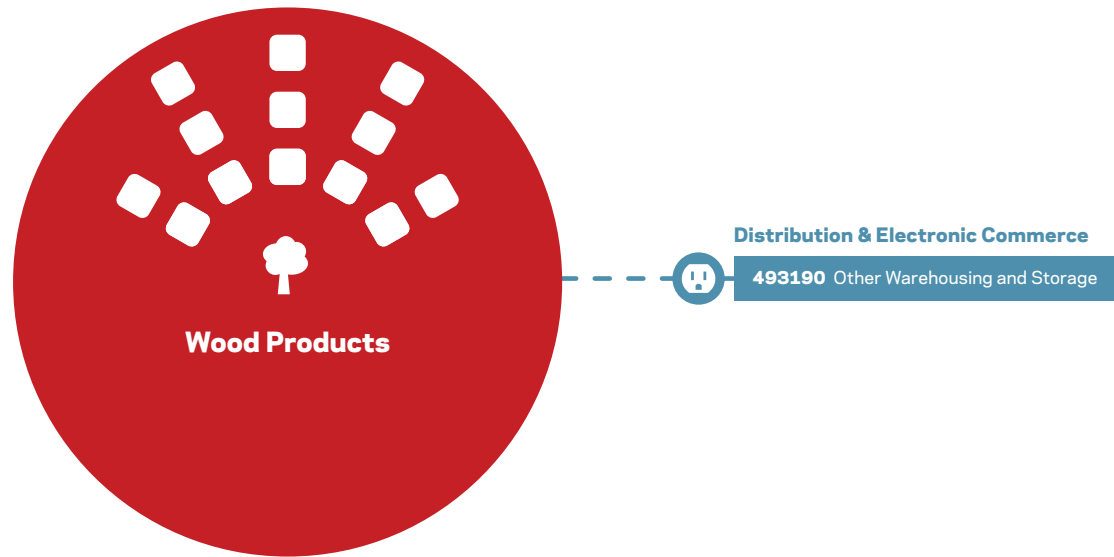 Distribution & Electronic Commerce
493190 Other Warehousing and Storage
Wood Products